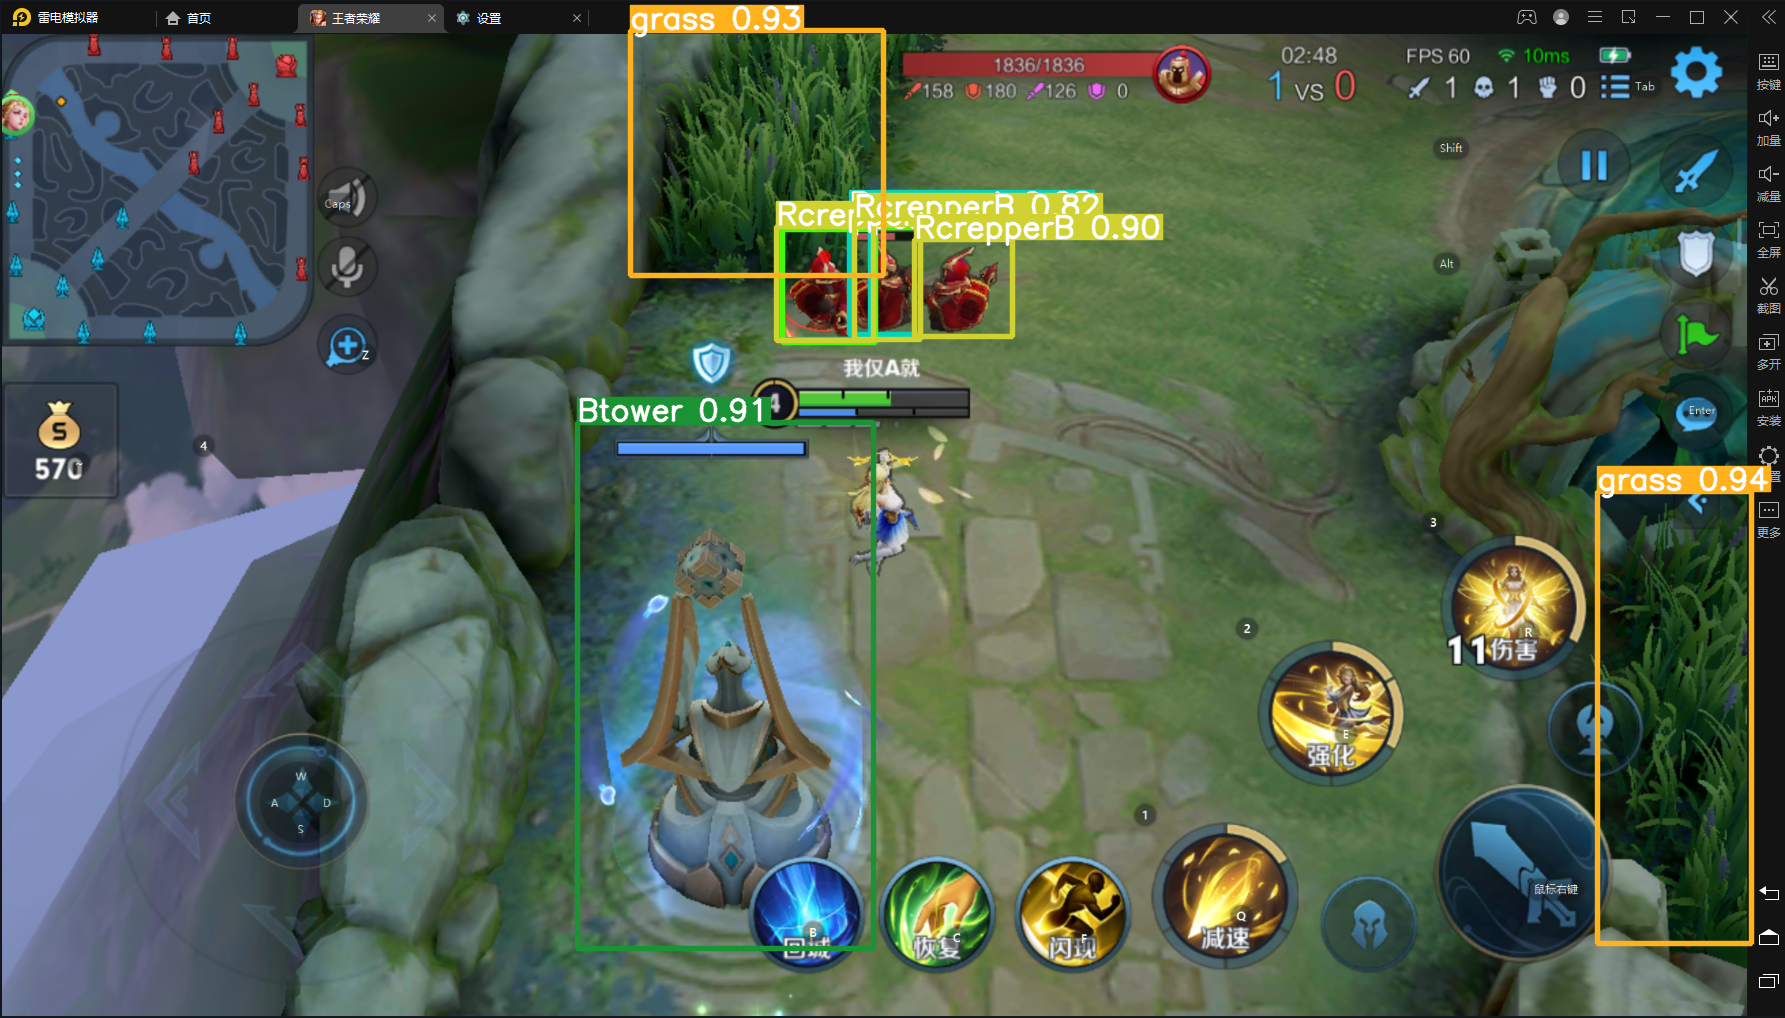 雷电模拟器
首页
王者荣耀
设置
grass 0.93
1836/1836
158 180 126 0
02:48
1 VS 0
FPS 60 10ms
1 1 0 Tab
按键
加量
减量
全屏
截图
多开
安装
更多
Caps
Z
Shift
Alt
Enter
RcrepperB 0.82
RcrepperB 0.90
我仅A就
4
Btower 0.91
570
4
grass 0.94
3
R
11伤害
2
E
强化
1
W
A D
S
Q
减速
鼠标右键
B
回城
C
恢复
F
闪现